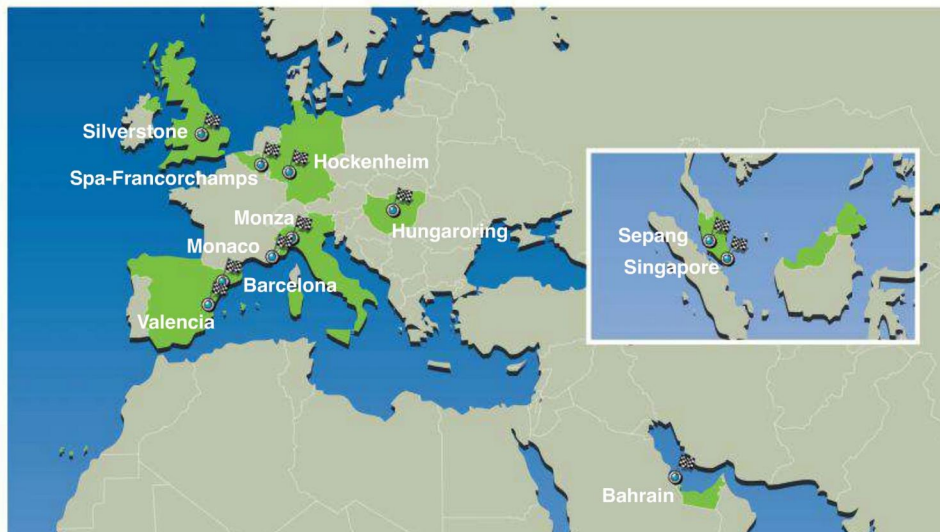 Silverstone
Spa-Francorchamps
Hockenheim
Monza
Hungaroring
Monaco
Barcelona
Valencia
Sepang
Singapore
Bahrain